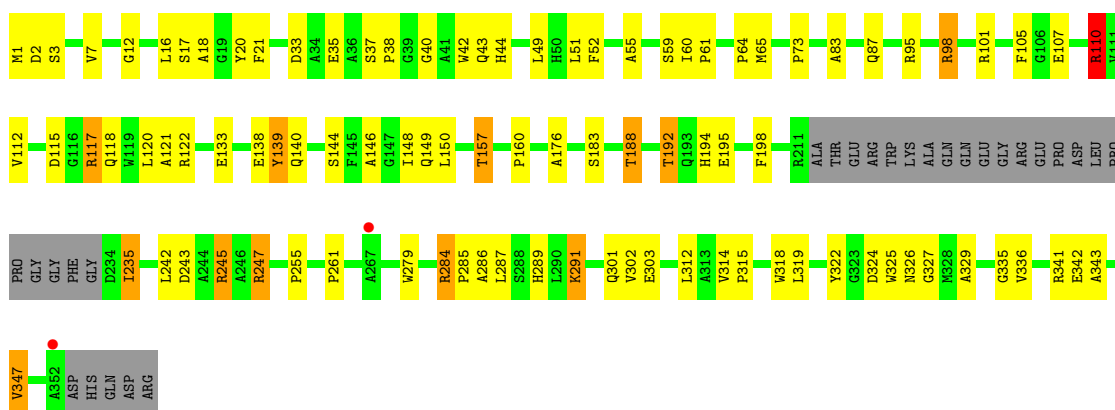 M1 D2 S3 V7 G12 L16 S17 A18 G19 Y20 F21 D33 A34 E35 A36 S37 P38 G39 G40 A41 W42 Q43 H44 L49 H50 L51 F52 A55 S59 I60 P61 P64 M65 P73 A83 Q87 R95 R98 R101 F105 G106 E107 R110 V111
V112 D115 G116 R117 Q118 W119 L120 A121 R122 E133 E138 Y139 Q140 S144 F145 A146 G147 I148 Q149 L150 T157 P160 A176 S183 T188 T192 Q193 H194 E195 F198 R211 ALA THR GLU ARG TRP LYS ALA GLN GLN GLU GLY ARG GLU PRO ASP LEU PRO
PRO GLY GLY PHE GLY D234 I235 L242 D243 A244 R245 A246 R247 P255 P261 A267 W279 R284 P285 A286 L287 S288 H289 L290 K291 Q301 V302 E303 L312 A313 V314 P315 W318 L319 Y322 G323 D324 W325 N326 G327 M328 A329 G335 V336 R341 E342 A343
V347 A352 ASP HIS GLN ASP ARG